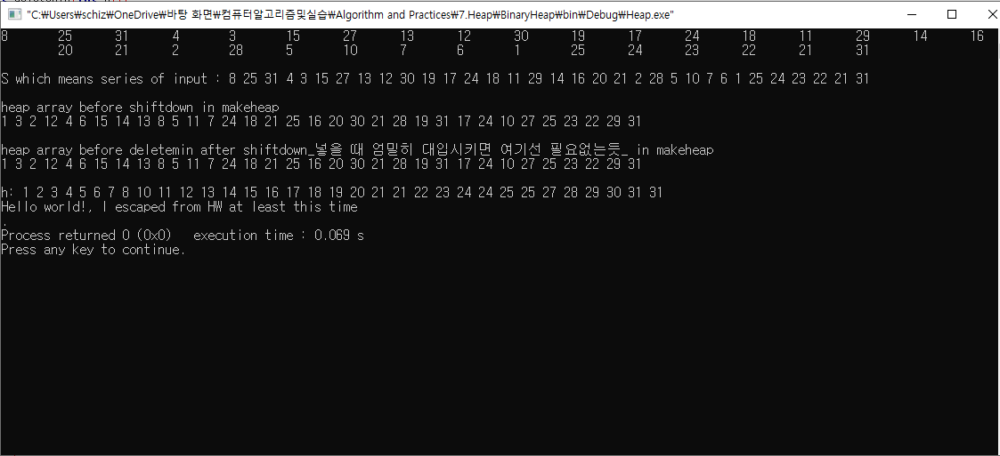 "C:\Users\schiz\OneDrive\바탕 화면\컴퓨터알고리즘및실습\Algorithm and Practices\7.Heap\BinaryHeap\bin\Debug\Heap.exe"
8 25 31 4 3 15 27 13 12 30 19 17 24 18 11 29 14 16
20 21 2 28 5 10 7 6 1 25 24 23 22 21 31
S which means series of input : 8 25 31 4 3 15 27 13 12 30 19 17 24 18 11 29 14 16 20 21 2 28 5 10 7 6 1 25 24 23 22 21 31
heap array before shiftdown in makeheap
1 3 2 12 4 6 15 14 13 8 5 11 7 24 18 21 25 16 20 30 21 28 19 31 17 24 10 27 25 23 22 29 31
heap array before deletemin after shiftdown_넣을 때 엄밀히 대입시키면 여기선 필요없는듯_ in makeheap
1 3 2 12 4 6 15 14 13 8 5 11 7 24 18 21 25 16 20 30 21 28 19 31 17 24 10 27 25 23 22 29 31
h: 1 2 3 4 5 6 7 8 10 11 12 13 14 15 16 17 18 19 20 21 21 22 23 24 24 25 25 27 28 29 30 31 31
Hello world!, I escaped from HW at least this time
.
Process returned 0 (0x0) execution time : 0.069 s
Press any key to continue.